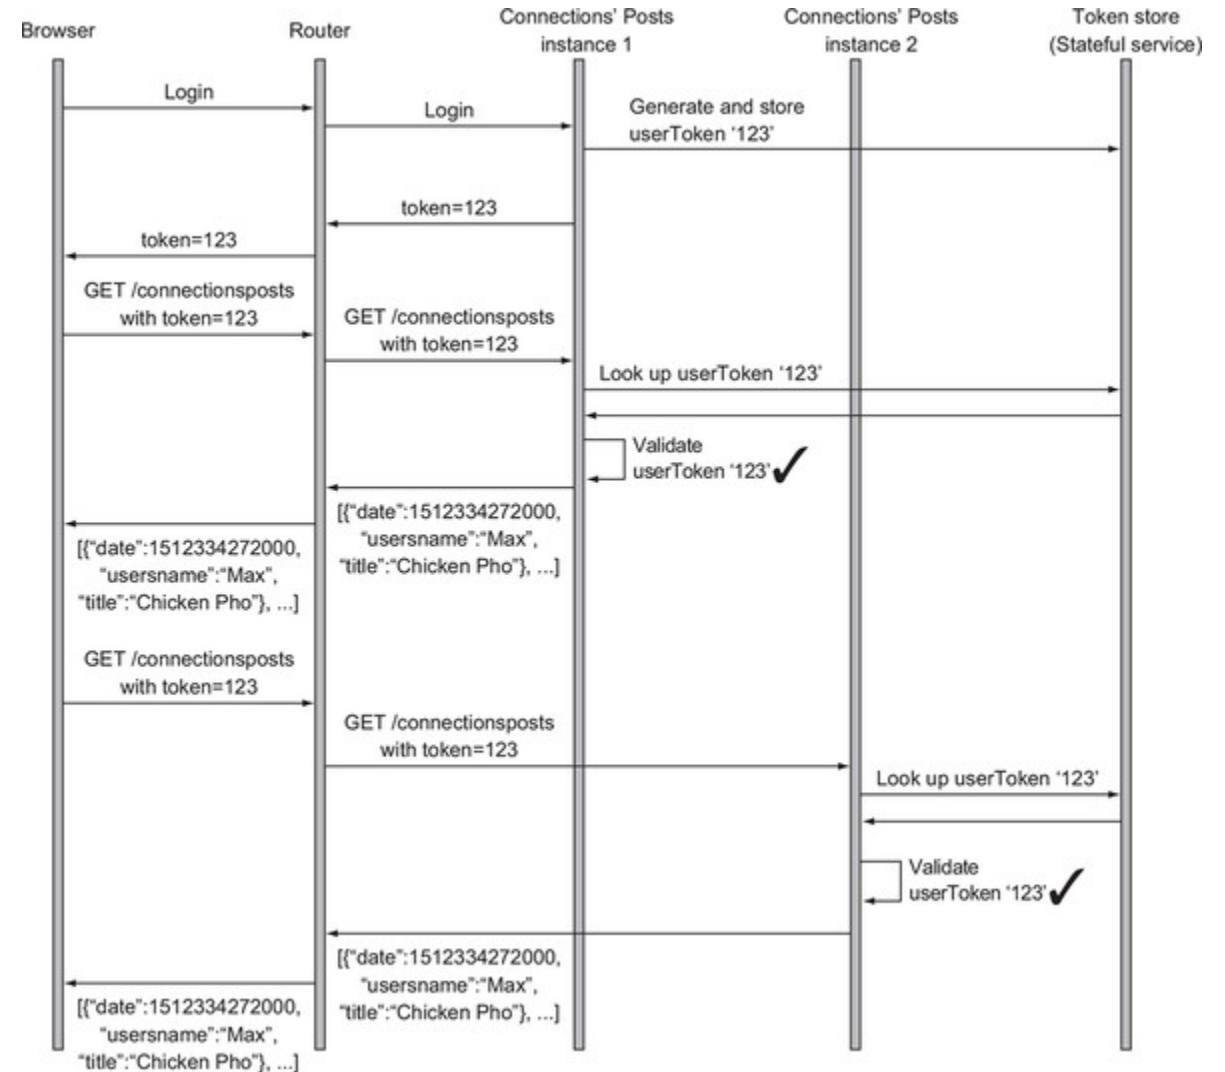 Browser
Router
Connections’ Posts
instance 1
Connections’ Posts
instance 2
Token store
(Stateful service)
Login
Login
Generate and store
userToken ‘123’
token=123
token=123
GET /connectionsposts
with token=123
GET /connectionsposts
with token=123
Look up userToken ‘123’
Validate
userToken ‘123’
[{“date”:1512334272000,
“usersname”:“Max”,
“title”:“Chicken Pho”}, ...]
[{“date”:1512334272000,
“usersname”:“Max”,
“title”:“Chicken Pho”}, ...]
GET /connectionsposts
with token=123
GET /connectionsposts
with token=123
Look up userToken ‘123’
Validate
userToken ‘123’
[{“date”:1512334272000,
“usersname”:“Max”,
“title”:“Chicken Pho”}, ...]
[{“date”:1512334272000,
“usersname”:“Max”,
“title”:“Chicken Pho”}, ...]